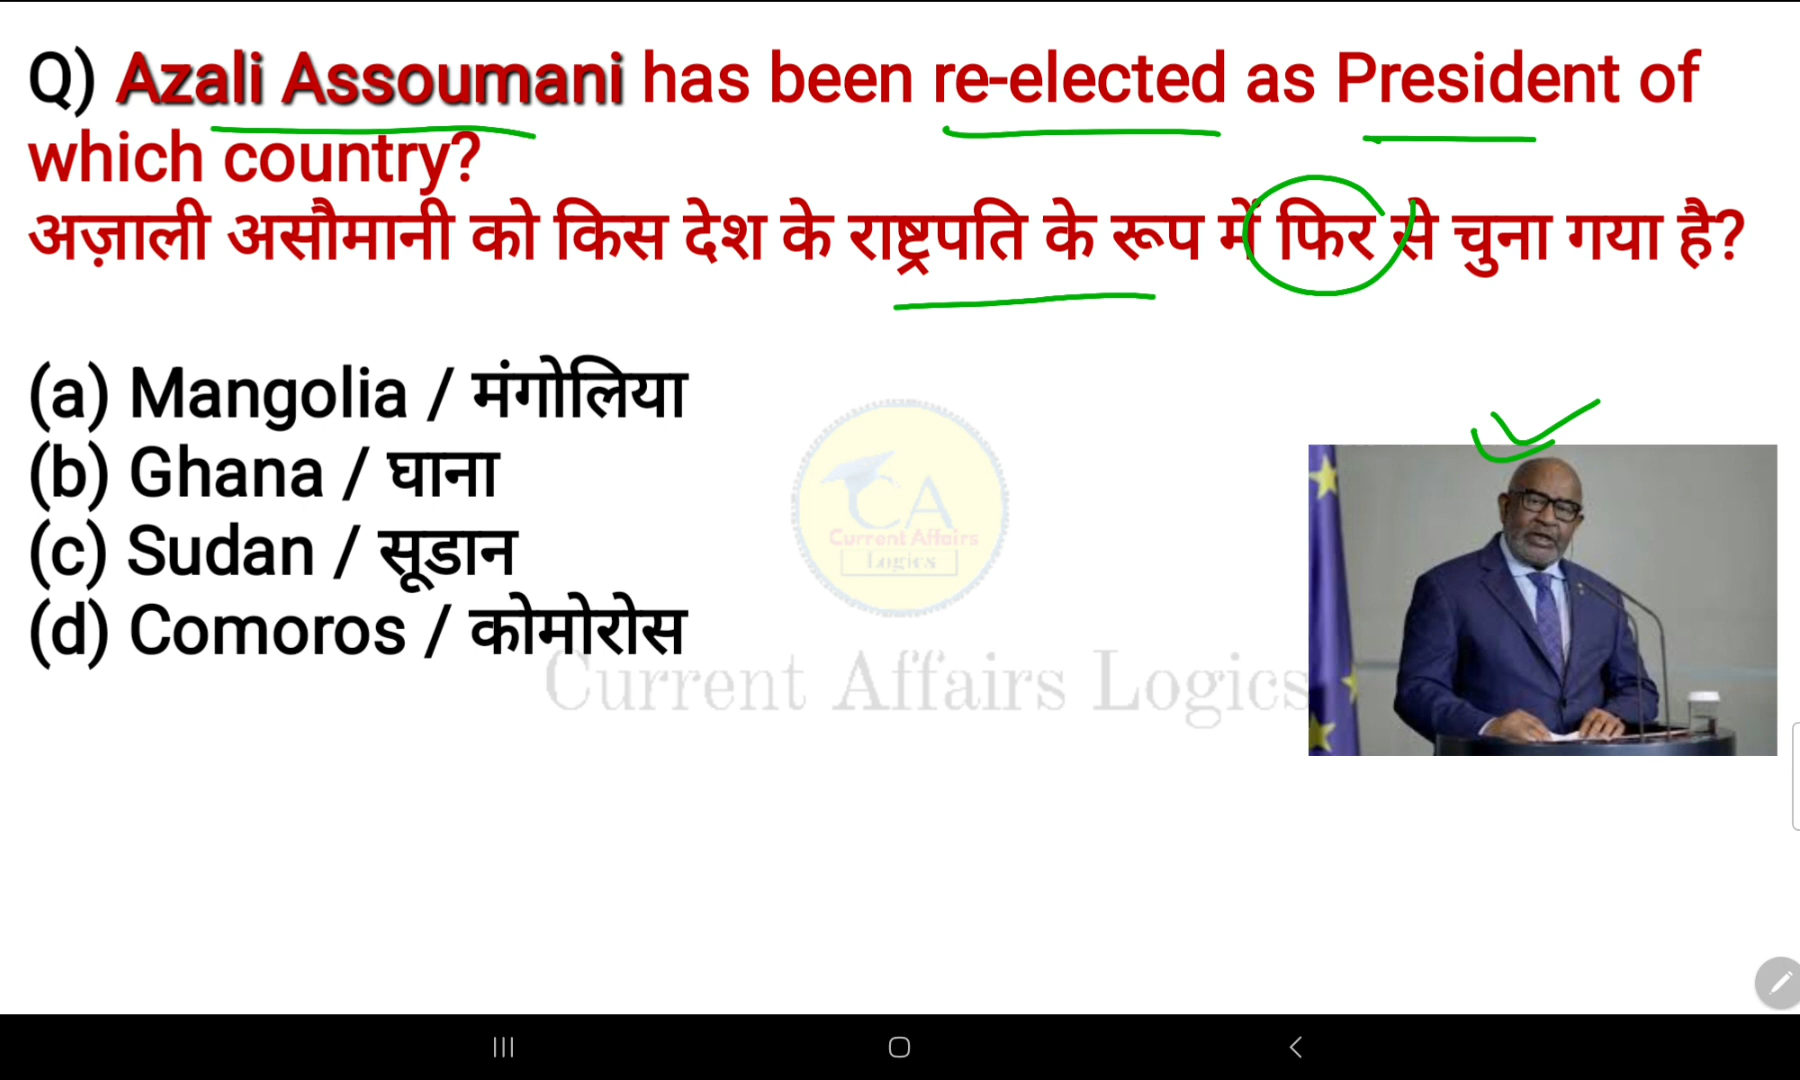 Q) Azali Assoumani has been re-elected as President of
which country?
अज़ाली असौमानी को किस देश के राष्ट्रपति के रूप में फिर से चुना गया है?
(a) Mangolia / मंगोलिया
(b) Ghana / घाना
(c) Sudan / सूडान
(d) Comoros / कोमोरोस
CA
Current Affairs
Logics
Current Affairs Logics